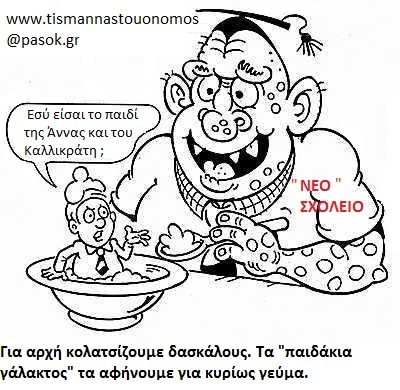 www.tismannastouonomos
@pasok.gr
Εσύ είσαι το παιδί
της Άννας και του
Καλλικράτη ;
" ΝΕΟ "
ΣΧΟΛΕΙΟ
Για αρχή κολατσίζουμε δασκάλους. Τα "παιδάκια
γάλακτος" τα αφήνουμε για κυρίως γεύμα.